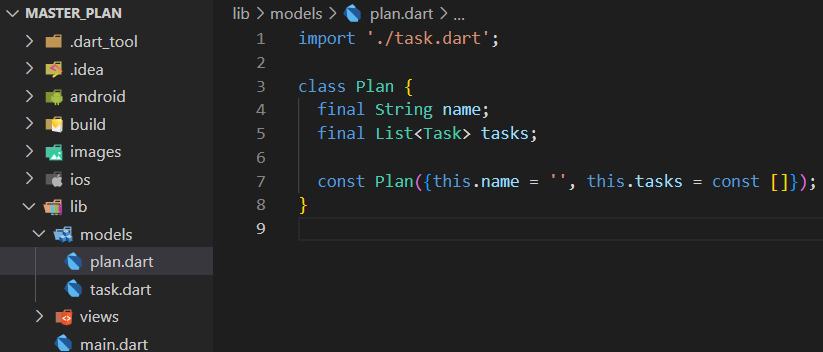 MASTER_PLAN
.dart_tool
.idea
android
build
images
ios
lib
models
plan.dart
task.dart
views
main.dart
lib > models > plan.dart > ...
1 import './task.dart';
2
3 class Plan {
4 final String name;
5 final List<Task> tasks;
6
7 const Plan({this.name = '', this.tasks = const []});
8 }
9